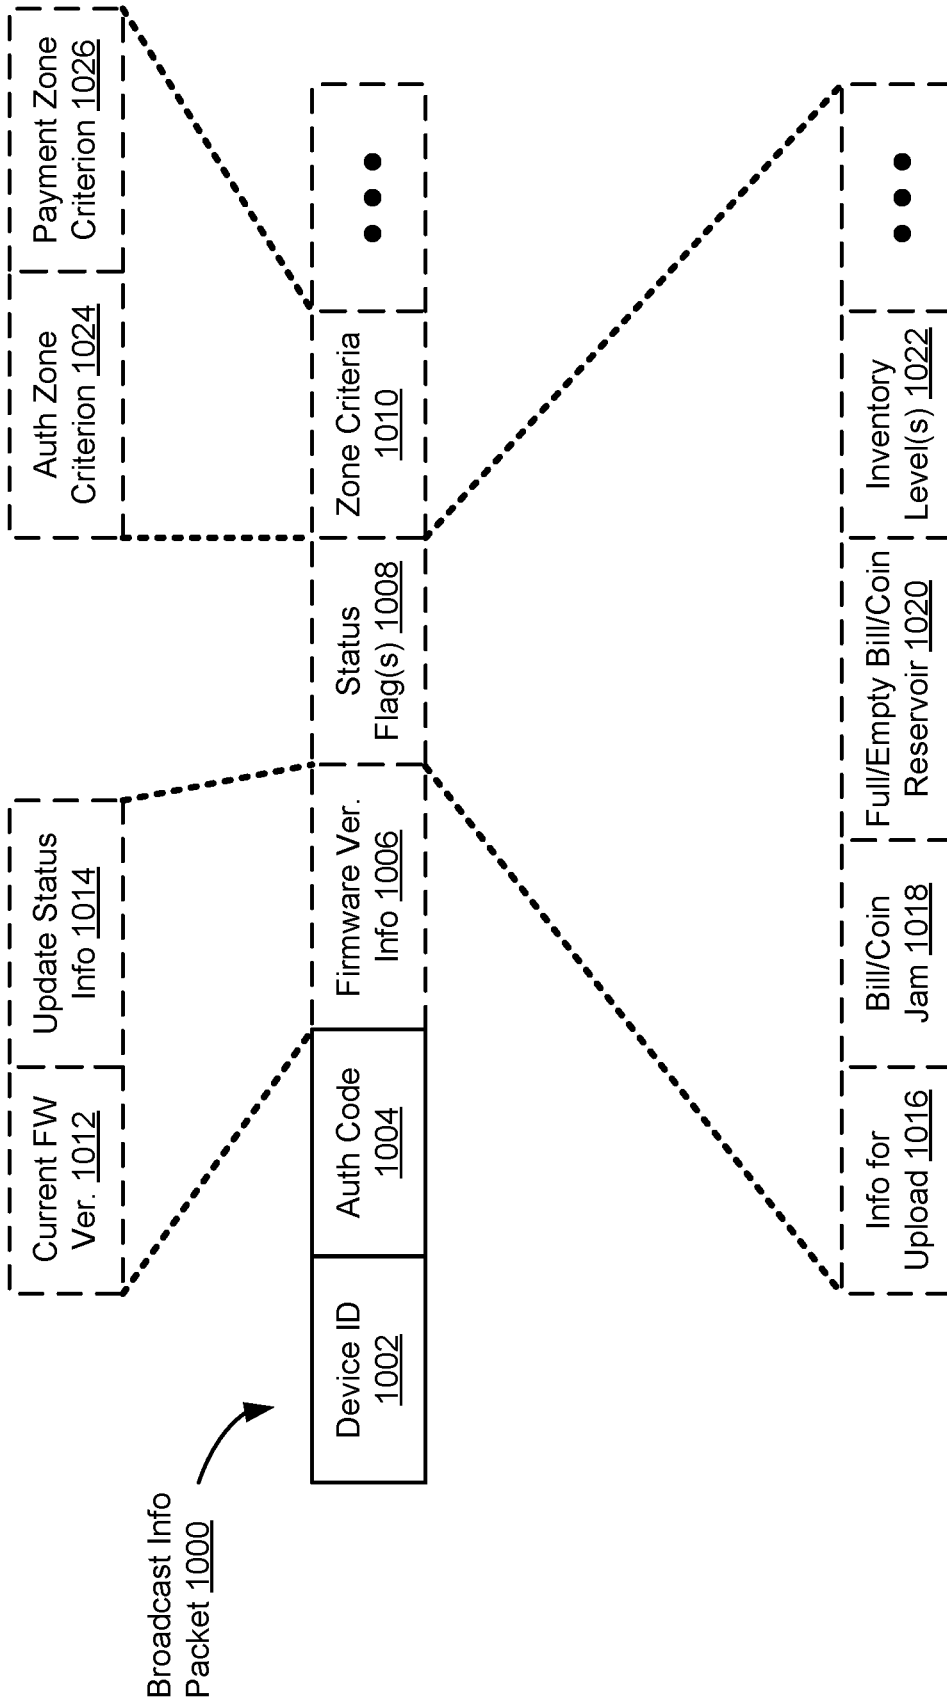 Current FW
Ver. 1012
Update Status
Info 1014
Auth Zone
Criterion 1024
Payment Zone
Criterion 1026
Broadcast Info
Packet 1000
Device ID
1002
Auth Code
1004
Firmware Ver.
Info 1006
Status
Flag(s) 1008
Zone Criteria
1010
Info for
Upload 1016
Bill/Coin
Jam 1018
Full/Empty Bill/Coin
Reservoir 1020
Inventory
Level(s) 1022